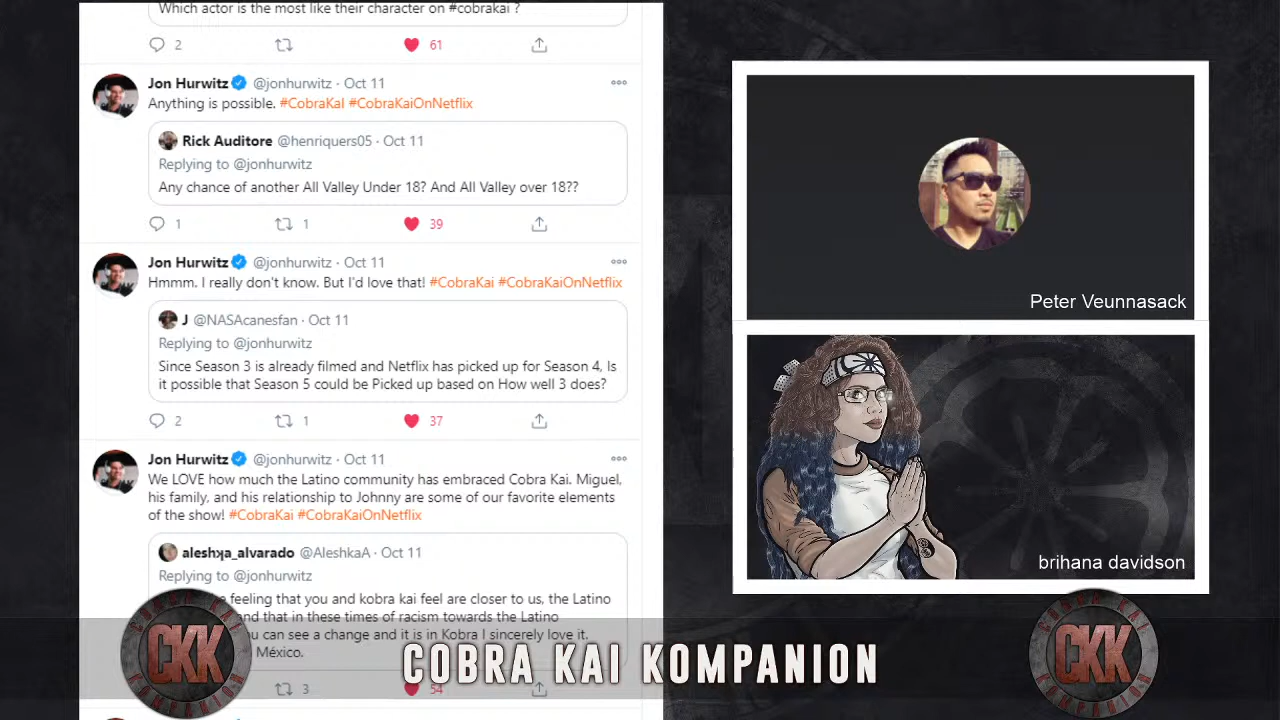 Which actor is the most like their character on #cobrakai ?
2
61
Jon Hurwitz @jonhurwitz · Oct 11
Anything is possible. #CobraKaI #CobraKaiOnNetflix
Rick Auditore @henriquers05 · Oct 11
Replying to @jonhurwitz
Any chance of another All Valley Under 18? And All Valley over 18??
1
1
39
Jon Hurwitz @jonhurwitz · Oct 11
Hmmm. I really don't know. But I'd love that! #CobraKai #CobraKaiOnNetflix
J @NASAcanesfan · Oct 11
Replying to @jonhurwitz
Since Season 3 is already filmed and Netflix has picked up for Season 4, Is
it possible that Season 5 could be Picked up based on How well 3 does?
2
1
37
Jon Hurwitz @jonhurwitz · Oct 11
We LOVE how much the Latino community has embraced Cobra Kai. Miguel,
his family, and his relationship to Johnny are some of our favorite elements
of the show! #CobraKai #CobraKaiOnNetflix
@AleshkaA · Oct 11
Replying to @jonhurwitz
feeling that you and kobra kai feel are closer to us, the Latino
and that in these times of racism towards the Latino
you can see a change and it is in Kobra I sincerely love it.
México.
3
54
Peter Veunnasack
brihana davidson
CKK
COBRA KAI KOMPANION
CKK